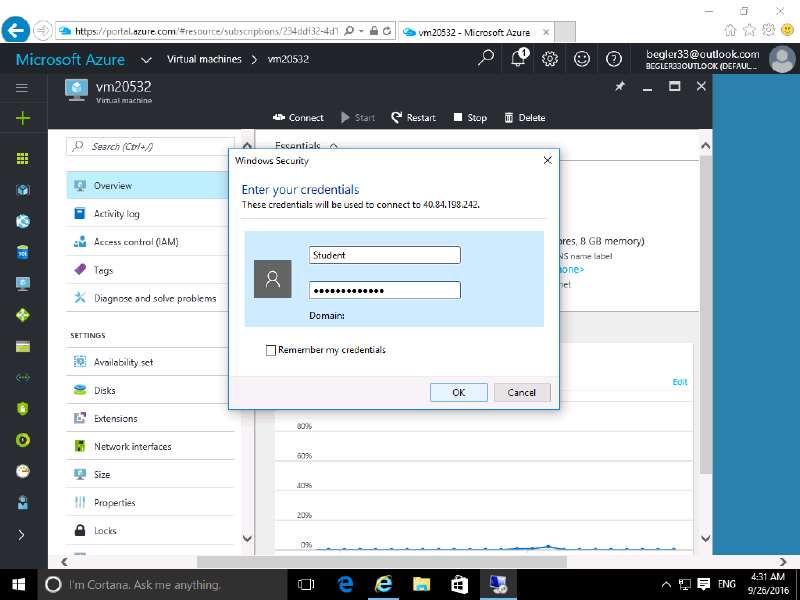 https://portal.azure.com/#resource/subscriptions/234ddf32-4d1
vm20532 - Microsoft Azure
Microsoft Azure
Virtual machines > vm20532
1
begler33@outlook.com
BEGLER33OUTLOOK (DEFAUL...
vm20532
Virtual machine
Connect
Start
Restart
Stop
Delete
Search (Ctrl+/)
Essentials
Overview
Activity log
Access control (IAM)
Tags
Diagnose and solve problems
SETTINGS
Availability set
Disks
Extensions
Network interfaces
Size
Properties
Locks
Windows Security
Enter your credentials
These credentials will be used to connect to 40.84.198.242.
Student
•••••••••••••
Domain:
Remember my credentials
OK
Cancel
8 GB memory)
NS name label
Edit
80%
60%
40%
20%
0%
I'm Cortana. Ask me anything.
ENG
4:31 AM
9/26/2016